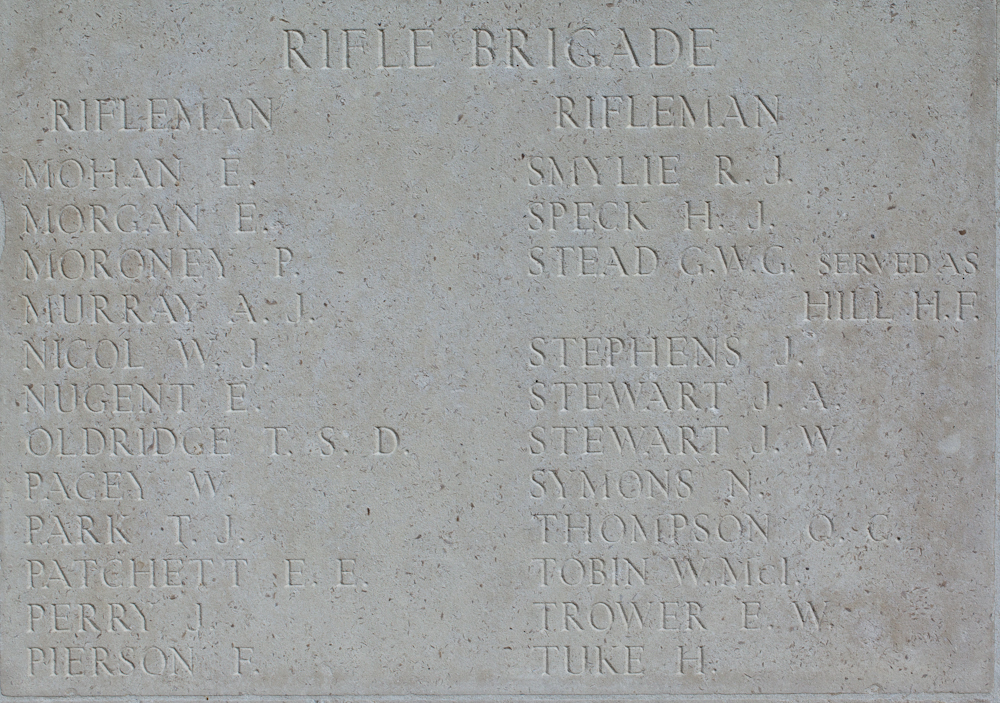 RIFLE BRIGADE
RIFLEMAN
MOHAN E.
MORGAN E.
MORONEY P.
MURRAY A. J.
NICOL W. J.
NUGENT E.
OLDRIDGE T. S. D.
PACEY W.
PARK T. J.
PATCHETT E. E.
PERRY J.
PIERSON F.
RIFLEMAN
SMYLIE R. J.
SPECK H. J.
STEAD G.W.G. SERVED AS
HILL H.F.
STEPHENS J.
STEWART J. A.
STEWART J. W.
SYMONS N.
THOMPSON O. C.
TOBIN W. McI.
TROWER E. W.
TUKE H.